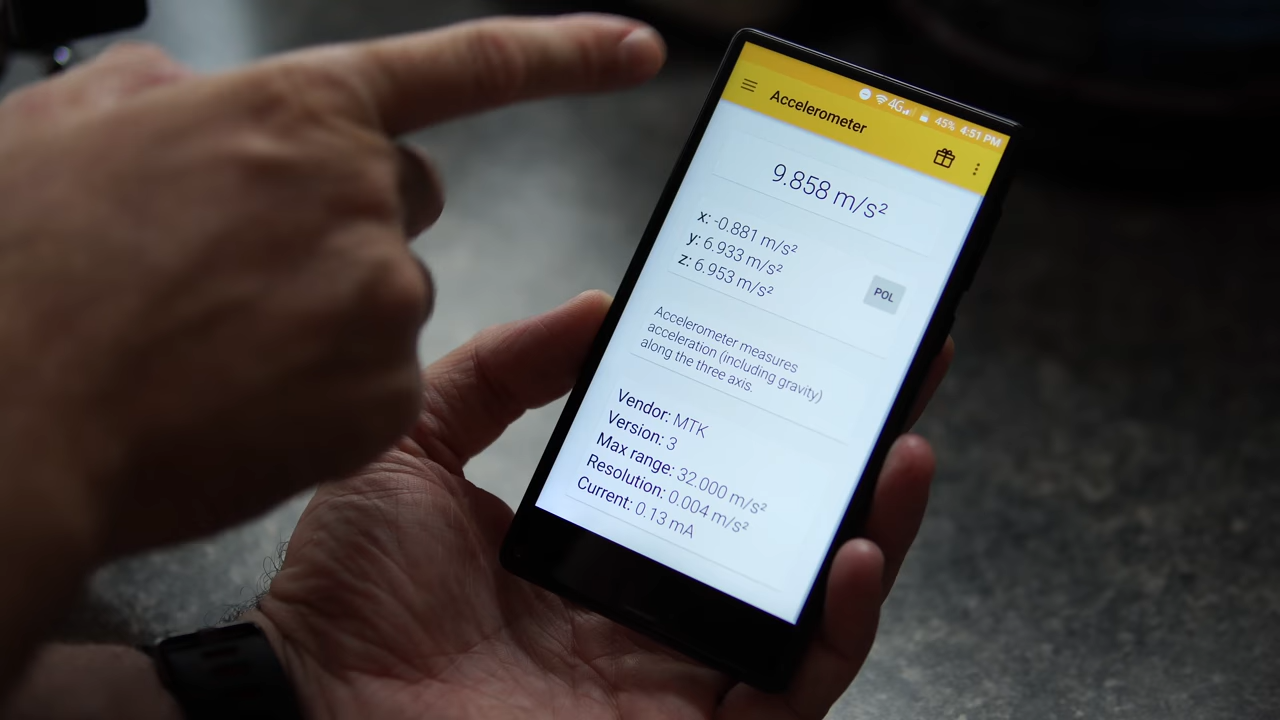 4G 45% 4:51 PM
Accelerometer
9.858 m/s²
x: -0.881 m/s²
y: 6.933 m/s²
z: 6.953 m/s²
POL
Accelerometer measures
acceleration (including gravity)
along the three axis.
Vendor: MTK
Version: 3
Max range: 32.000 m/s²
Resolution: 0.004 m/s²
Current: 0.13 mA